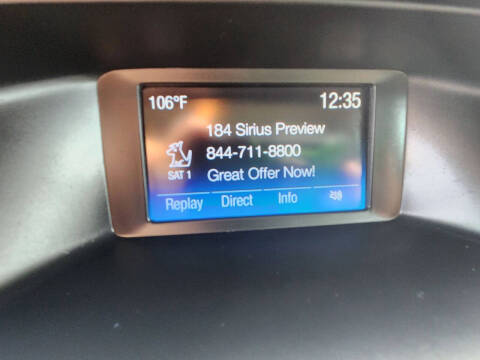 106°F 12:35
184 Sirius Preview
844-711-8800
SAT 1 Great Offer Now!
Replay Direct Info